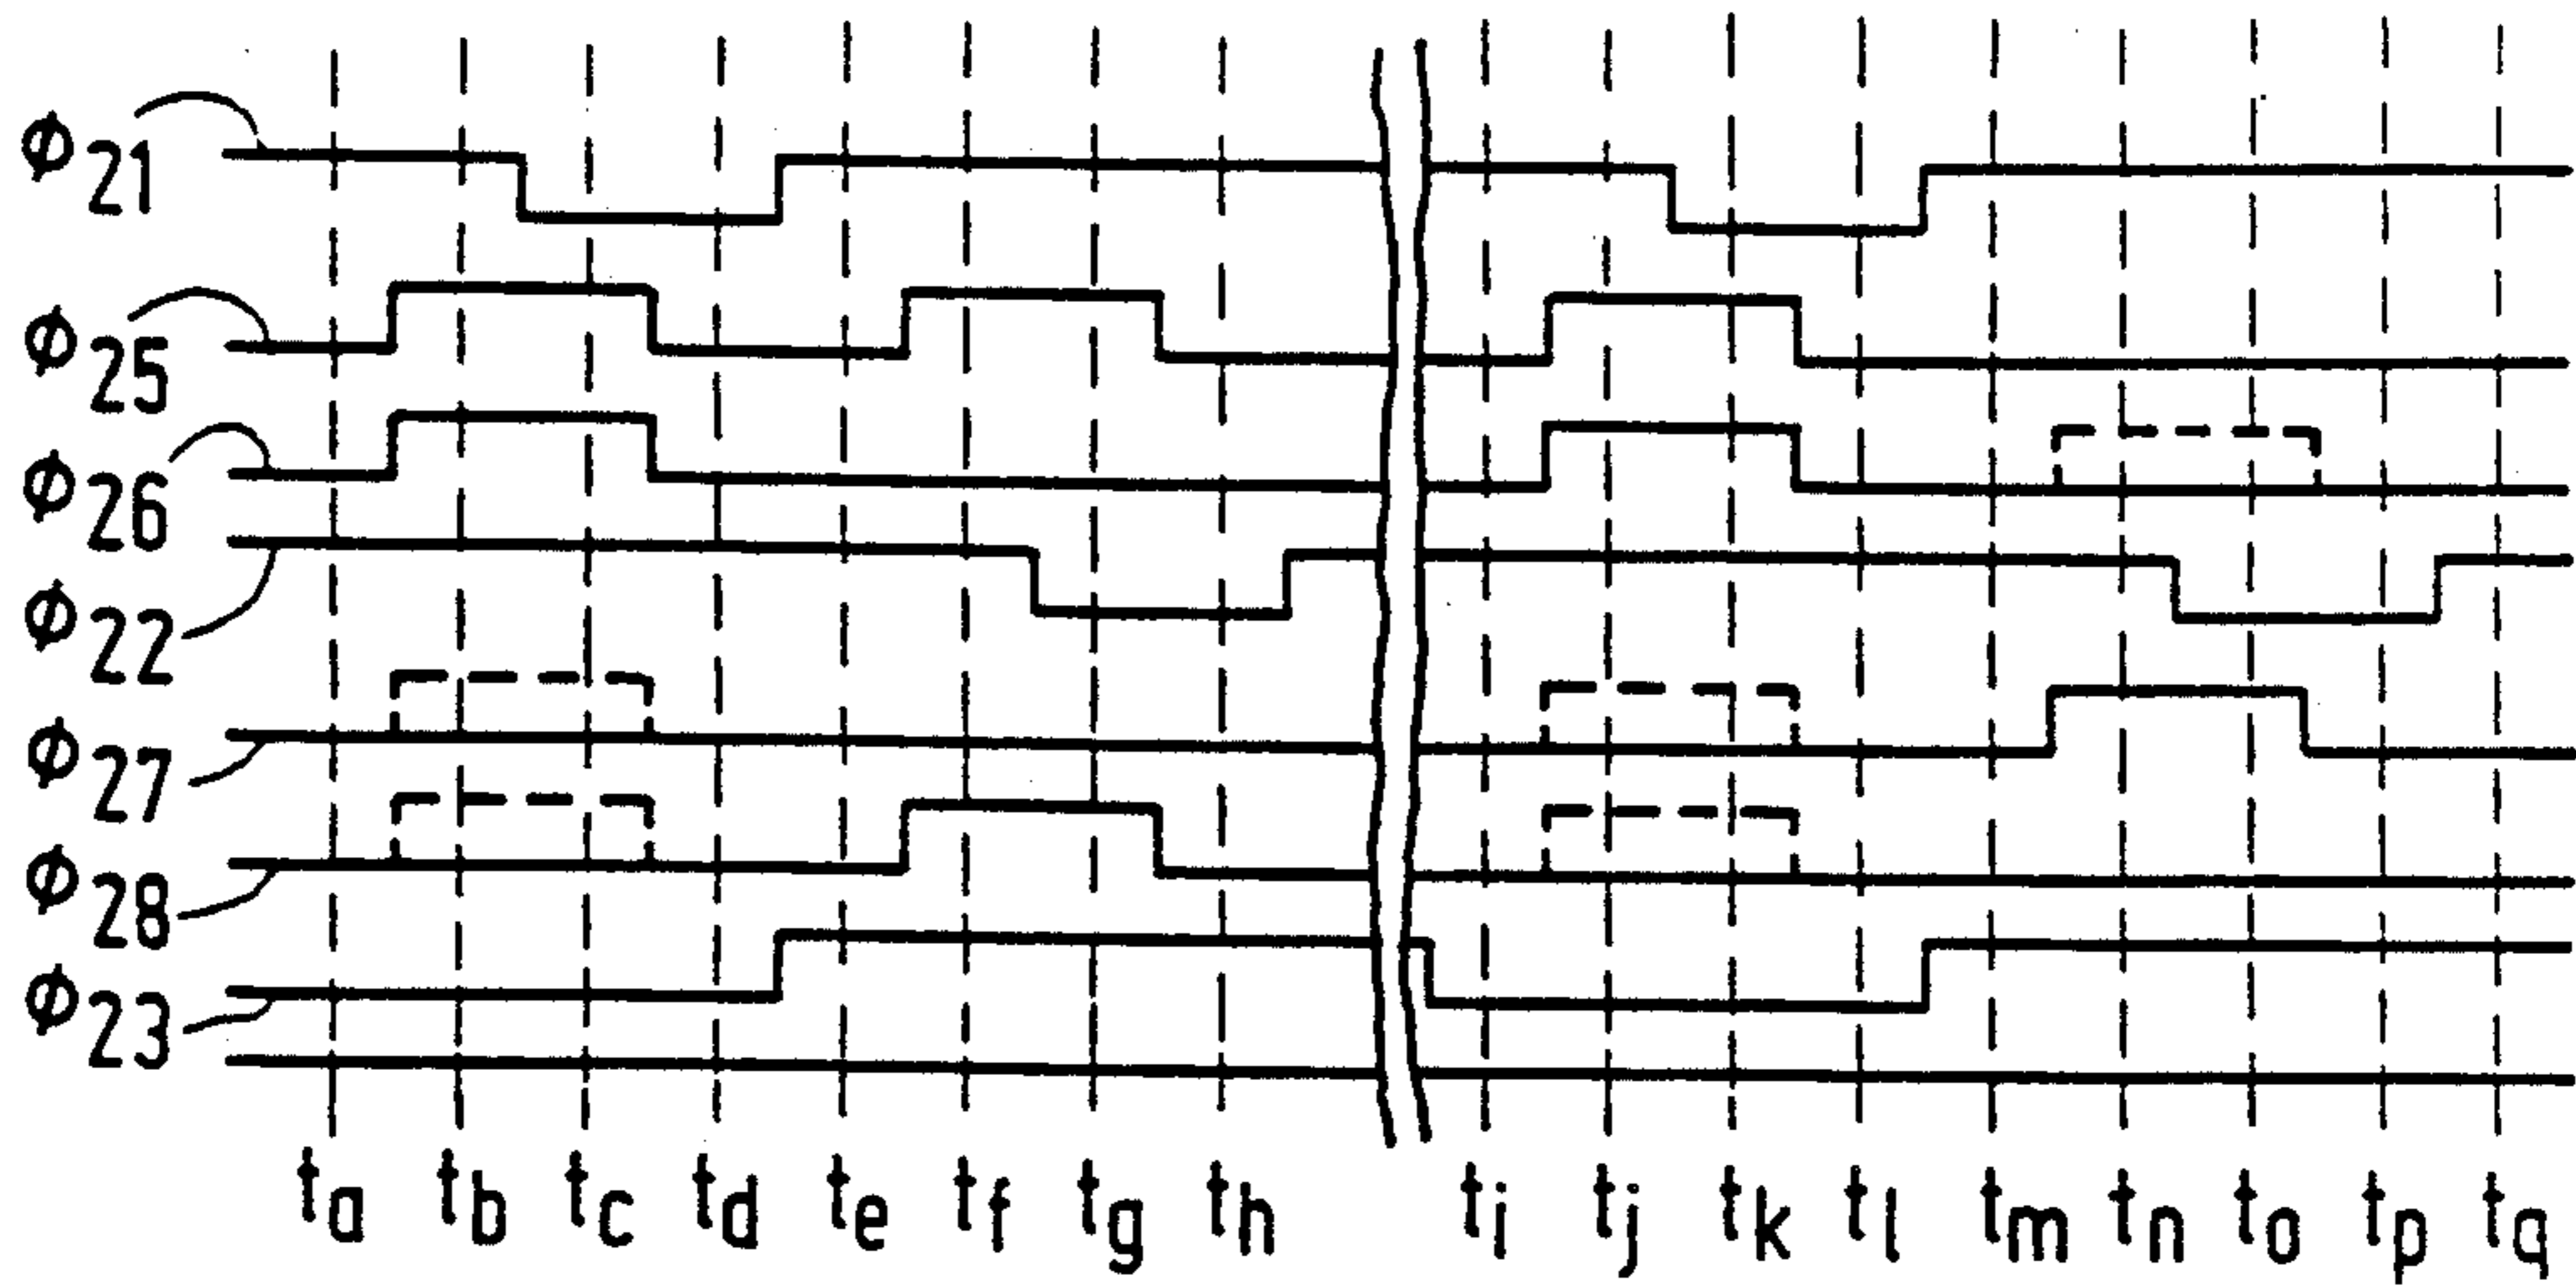 ϕ21
ϕ25
ϕ26
ϕ22
ϕ27
ϕ28
ϕ23
ta tb tc td te tf tg th ti tj tk tl tm tn to tp tq